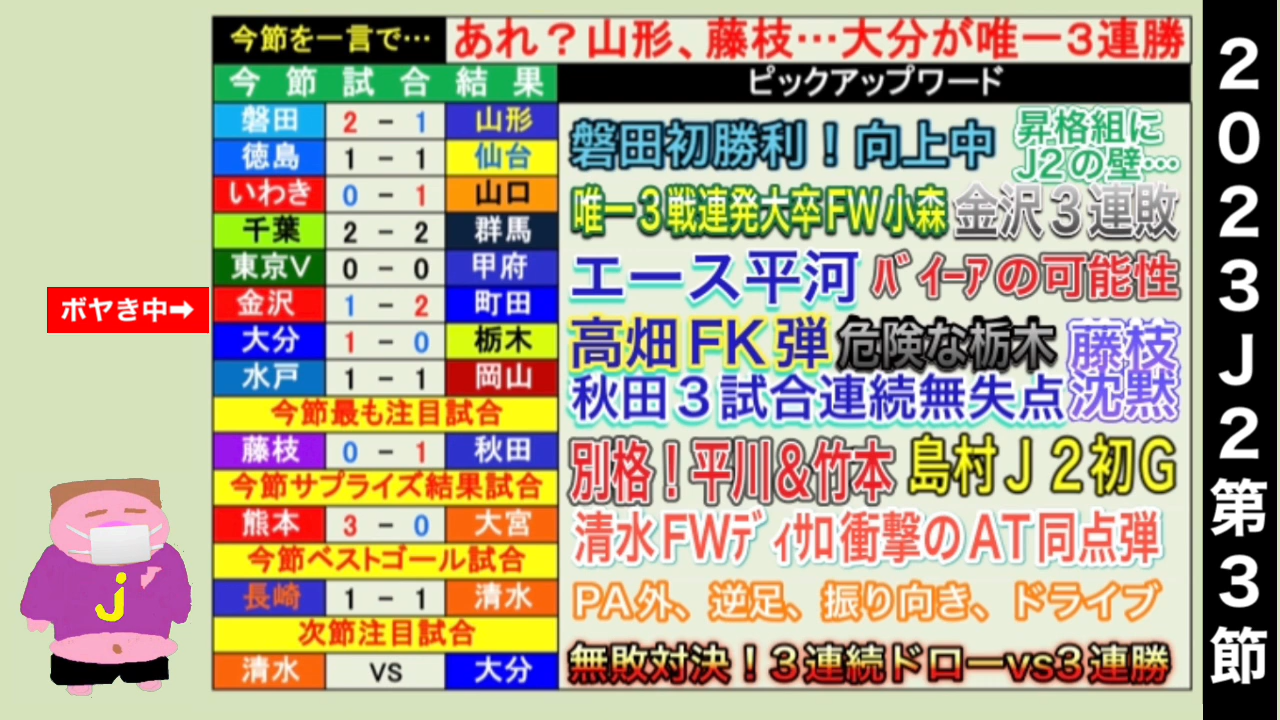 今節を一言で… あれ？山形、藤枝…大分が唯一３連勝
今節試合結果 ピックアップワード
磐田 2 － 1 山形
徳島 1 － 1 仙台
いわき 0 － 1 山口
千葉 2 － 2 群馬
東京V 0 － 0 甲府
金沢 1 － 2 町田
大分 1 － 0 栃木
水戸 1 － 1 岡山
今節最も注目試合
藤枝 0 － 1 秋田
今節サプライズ結果試合
熊本 3 － 0 大宮
今節ベストゴール試合
長崎 1 － 1 清水
次節注目試合
清水 vs 大分
磐田初勝利！向上中
昇格組に
J２の壁…
唯一３戦連発大卒FW小森 金沢３連敗
エース平河 ﾊﾞｲｰｱの可能性
高畑FK弾 危険な栃木 藤枝
沈黙
秋田３試合連続無失点
別格！平川＆竹本 島村J２初G
清水FWﾃﾞｨｻﾛ衝撃のAT同点弾
PA外、逆足、振り向き、ドライブ
無敗対決！３連続ドローvs３連勝
ボヤき中➡
J
２０２３J２第３節